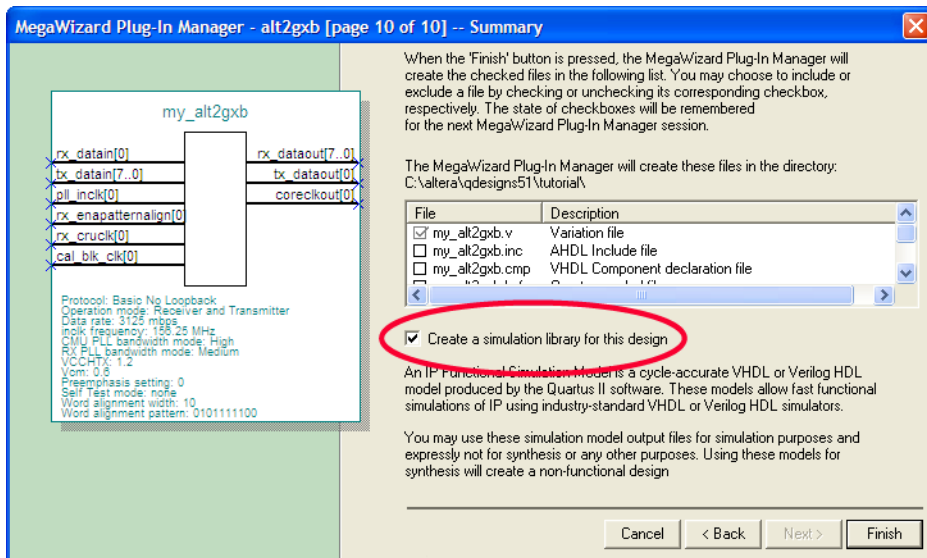 MegaWizard Plug-In Manager - alt2gxb [page 10 of 10] -- Summary
my_alt2gxb
rx_datain[0] rx_dataout[7..0]
tx_datain[7..0] tx_dataout[0]
pll_inclk[0] coreclkout[0]
rx_enapatternalign[0]
rx_cruclk[0]
cal_blk_clk[0]
Protocol: Basic No Loopback
Operation mode: Receiver and Transmitter
Data rate: 3125 mbps
inclk frequency: 156.25 MHz
CMU PLL bandwidth mode: High
RX PLL bandwidth mode: Medium
VCCHTX: 1.2
Vom: 0.6
Preemphasis setting: 0
Self Test mode: none
Word alignment width: 10
Word alignment pattern: 0101111100
When the 'Finish' button is pressed, the MegaWizard Plug-In Manager will
create the checked files in the following list. You may choose to include or
exclude a file by checking or unchecking its corresponding checkbox,
respectively. The state of checkboxes will be remembered
for the next MegaWizard Plug-In Manager session.
The MegaWizard Plug-In Manager will create these files in the directory:
C:\altera\qdesigns51\tutorial\
File Description
my_alt2gxb.v Variation file
my_alt2gxb.inc AHDL Include file
my_alt2gxb.cmp VHDL Component declaration file
Create a simulation library for this design
An IP Functional Simulation Model is a cycle-accurate VHDL or Verilog HDL
model produced by the Quartus II software. These models allow fast functional
simulations of IP using industry-standard VHDL or Verilog HDL simulators.
You may use these simulation model output files for simulation purposes and
expressly not for synthesis or any other purposes. Using these models for
synthesis will create a non-functional design
Cancel < Back Next > Finish